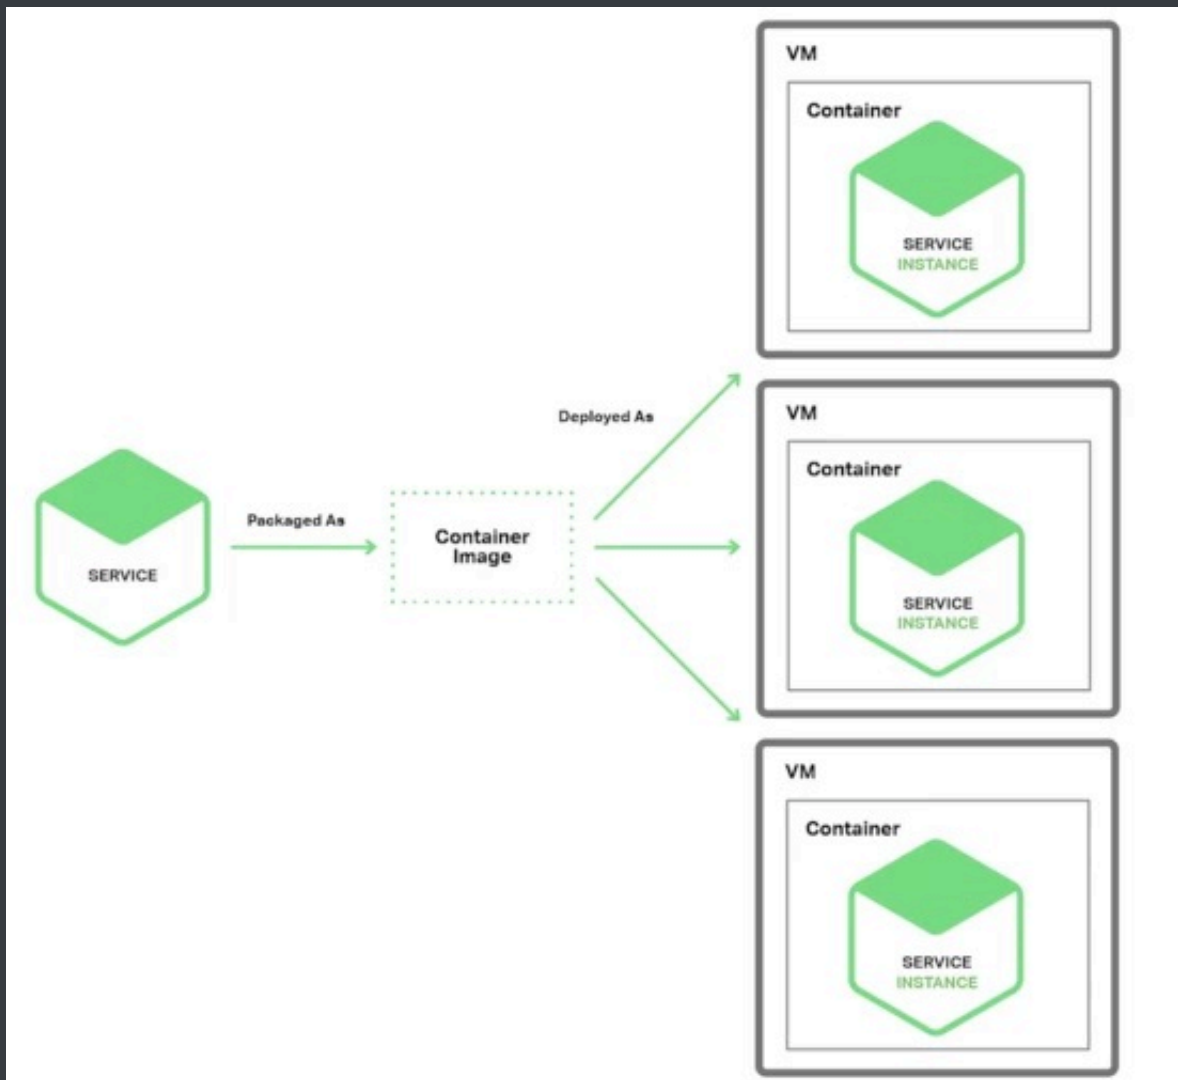 SERVICE
Packaged As
Container
Image
Deployed As
VM
Container
SERVICE
INSTANCE
VM
Container
SERVICE
INSTANCE
VM
Container
SERVICE
INSTANCE